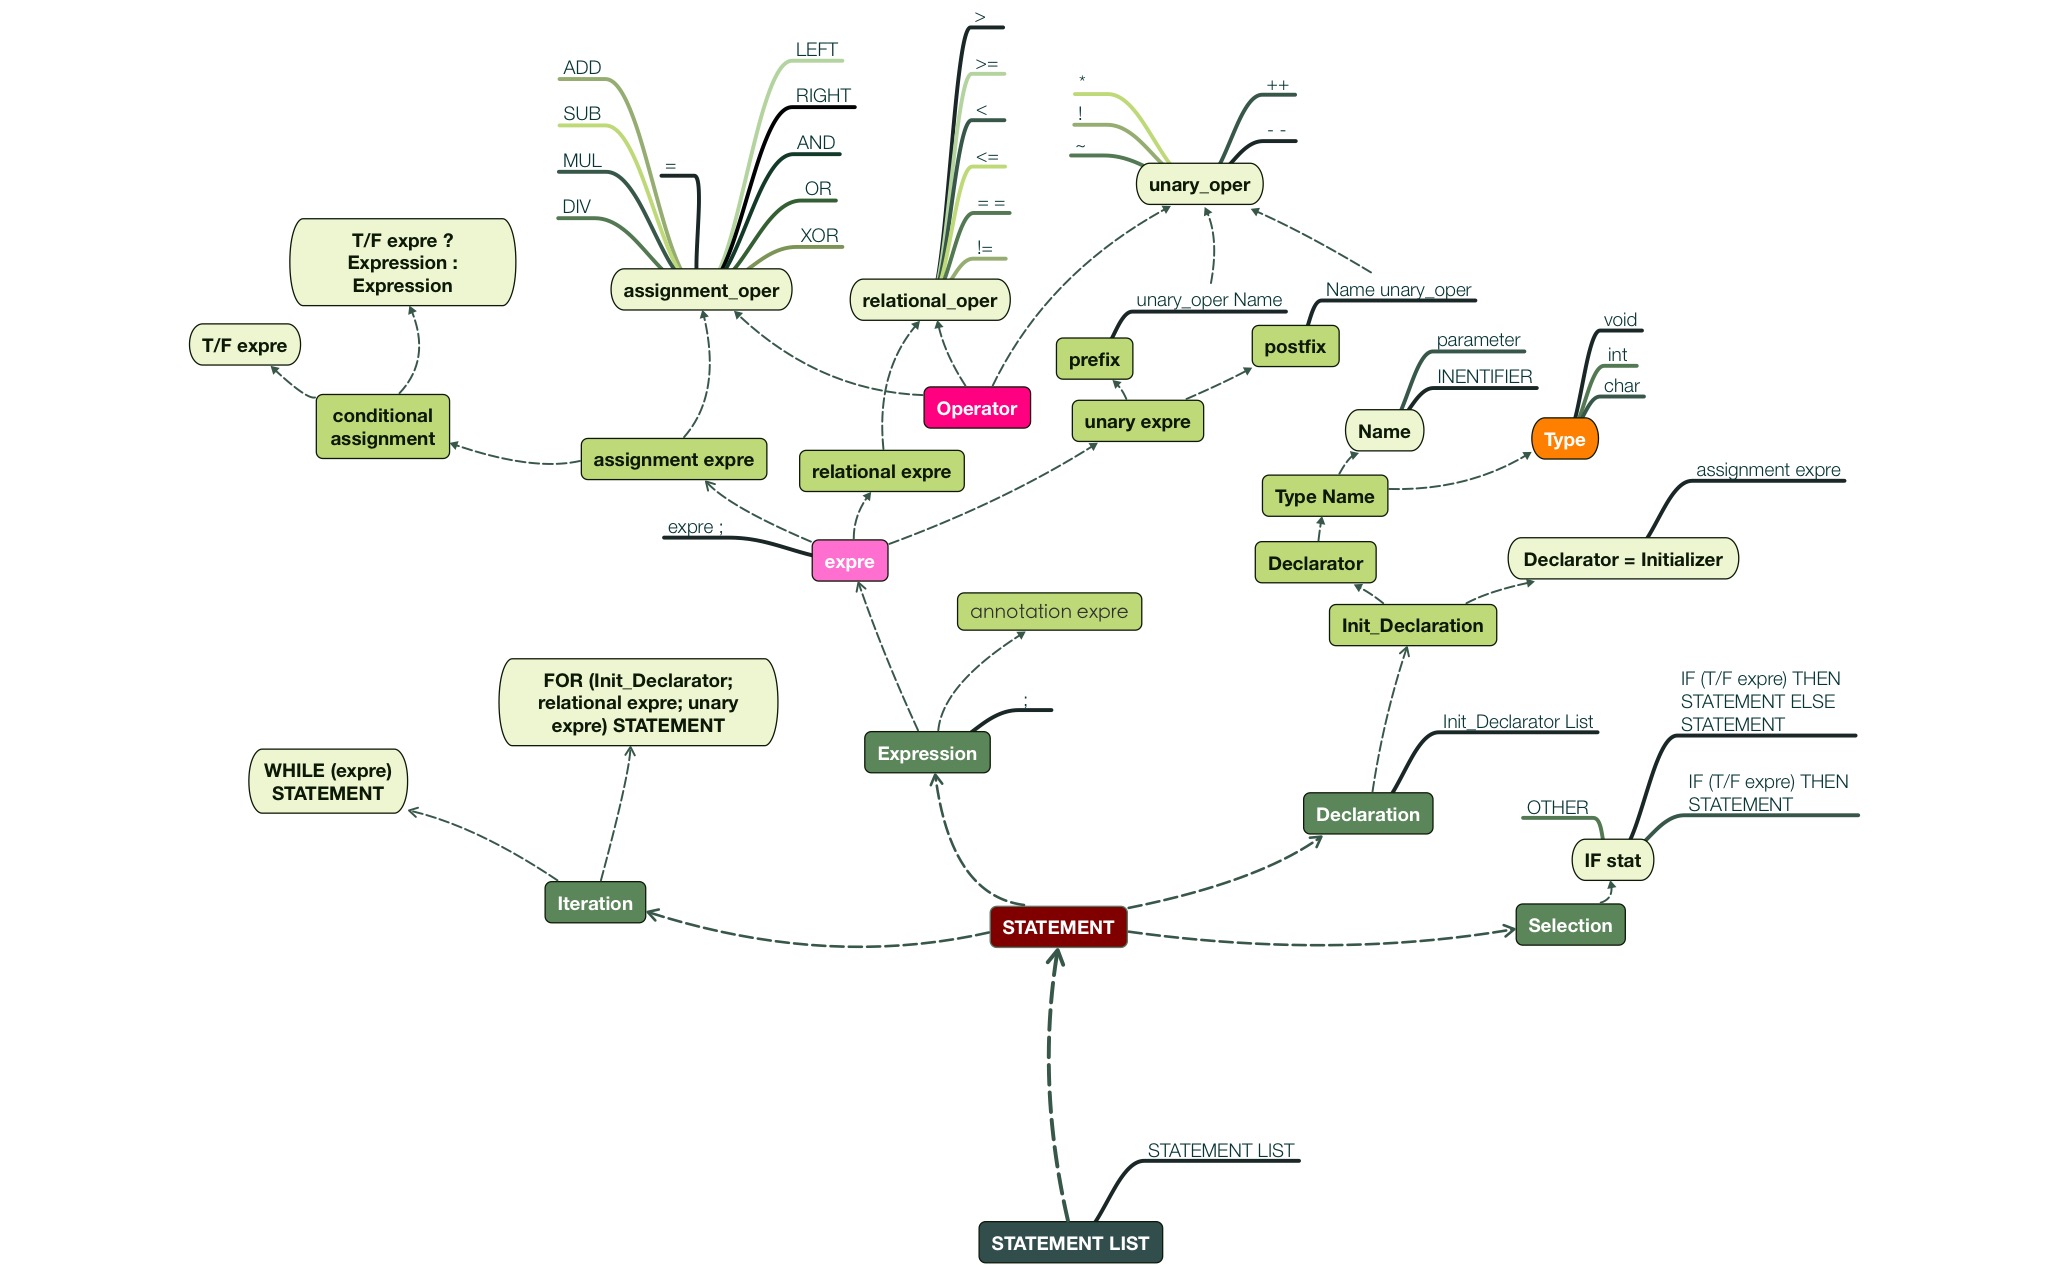 >
LEFT
>=
ADD
*
++
RIGHT
SUB
!
<
- -
AND
~
MUL
=
<=
unary_oper
OR
DIV
= =
XOR
!=
T/F expre ?
Expression :
Expression
assignment_oper
relational_oper
unary_oper Name
Name unary_oper
void
T/F expre
prefix
postfix
parameter
int
INENTIFIER
char
conditional
assignment
Operator
unary expre
Name
Type
assignment expre
relational expre
assignment expre
Type Name
expre ;
expre
Declarator
Declarator = Initializer
annotation expre
Init_Declaration
FOR (Init_Declarator;
relational expre; unary
expre) STATEMENT
;
IF (T/F expre) THEN
STATEMENT ELSE
STATEMENT
Init_Declarator List
Expression
WHILE (expre)
STATEMENT
IF (T/F expre) THEN
STATEMENT
OTHER
Declaration
IF stat
Iteration
STATEMENT
Selection
STATEMENT LIST
STATEMENT LIST